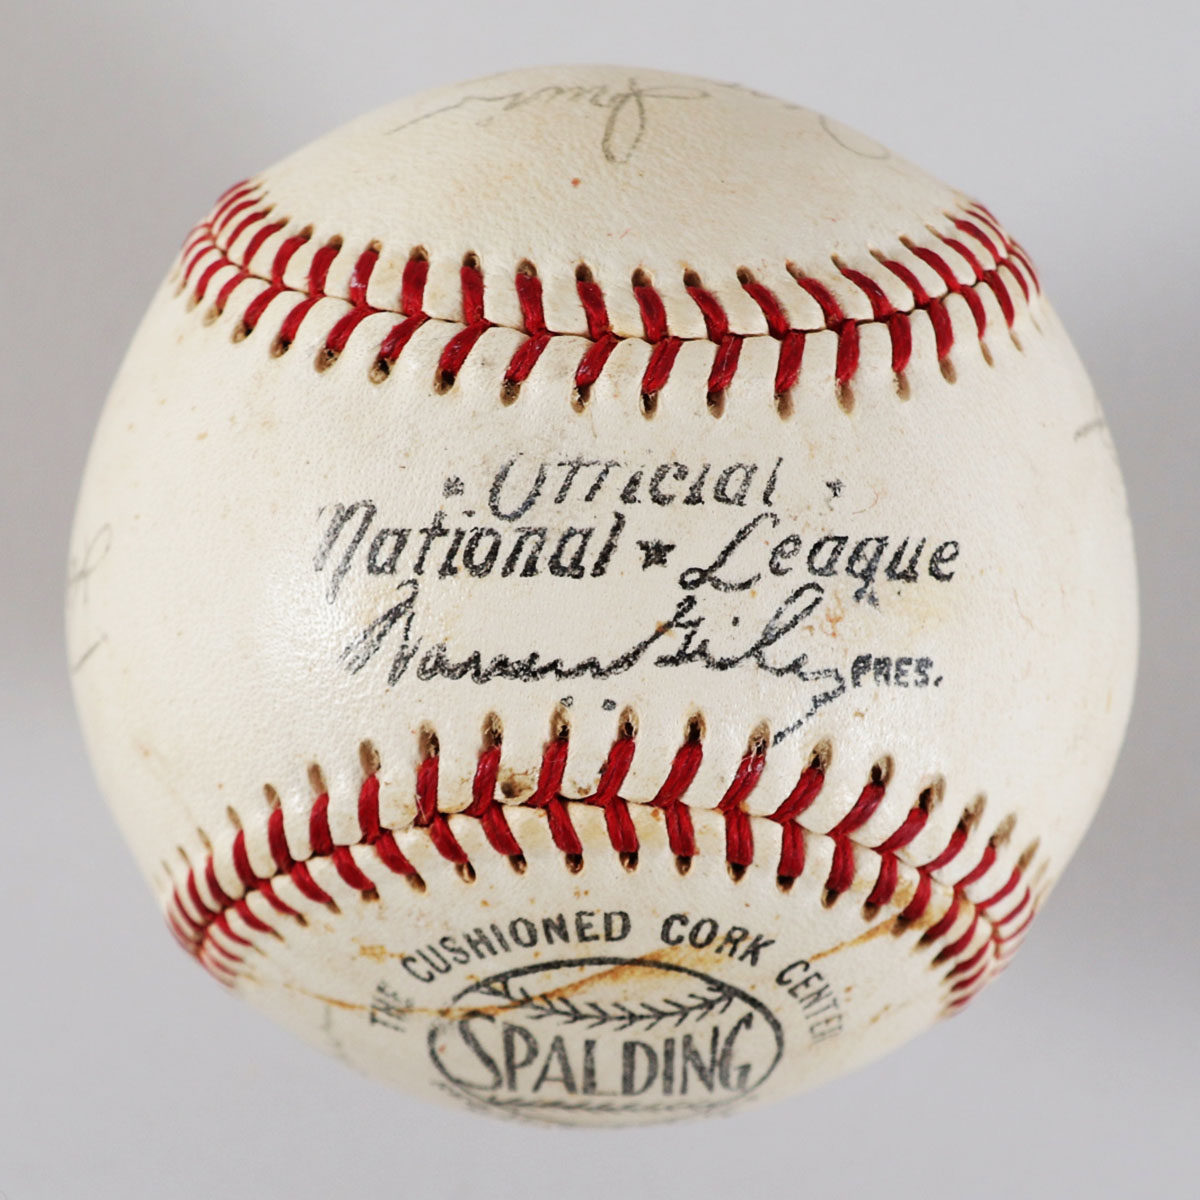 * Official *
National * League
Warren Giles PRES.
THE CUSHIONED CORK CENTER
SPALDING